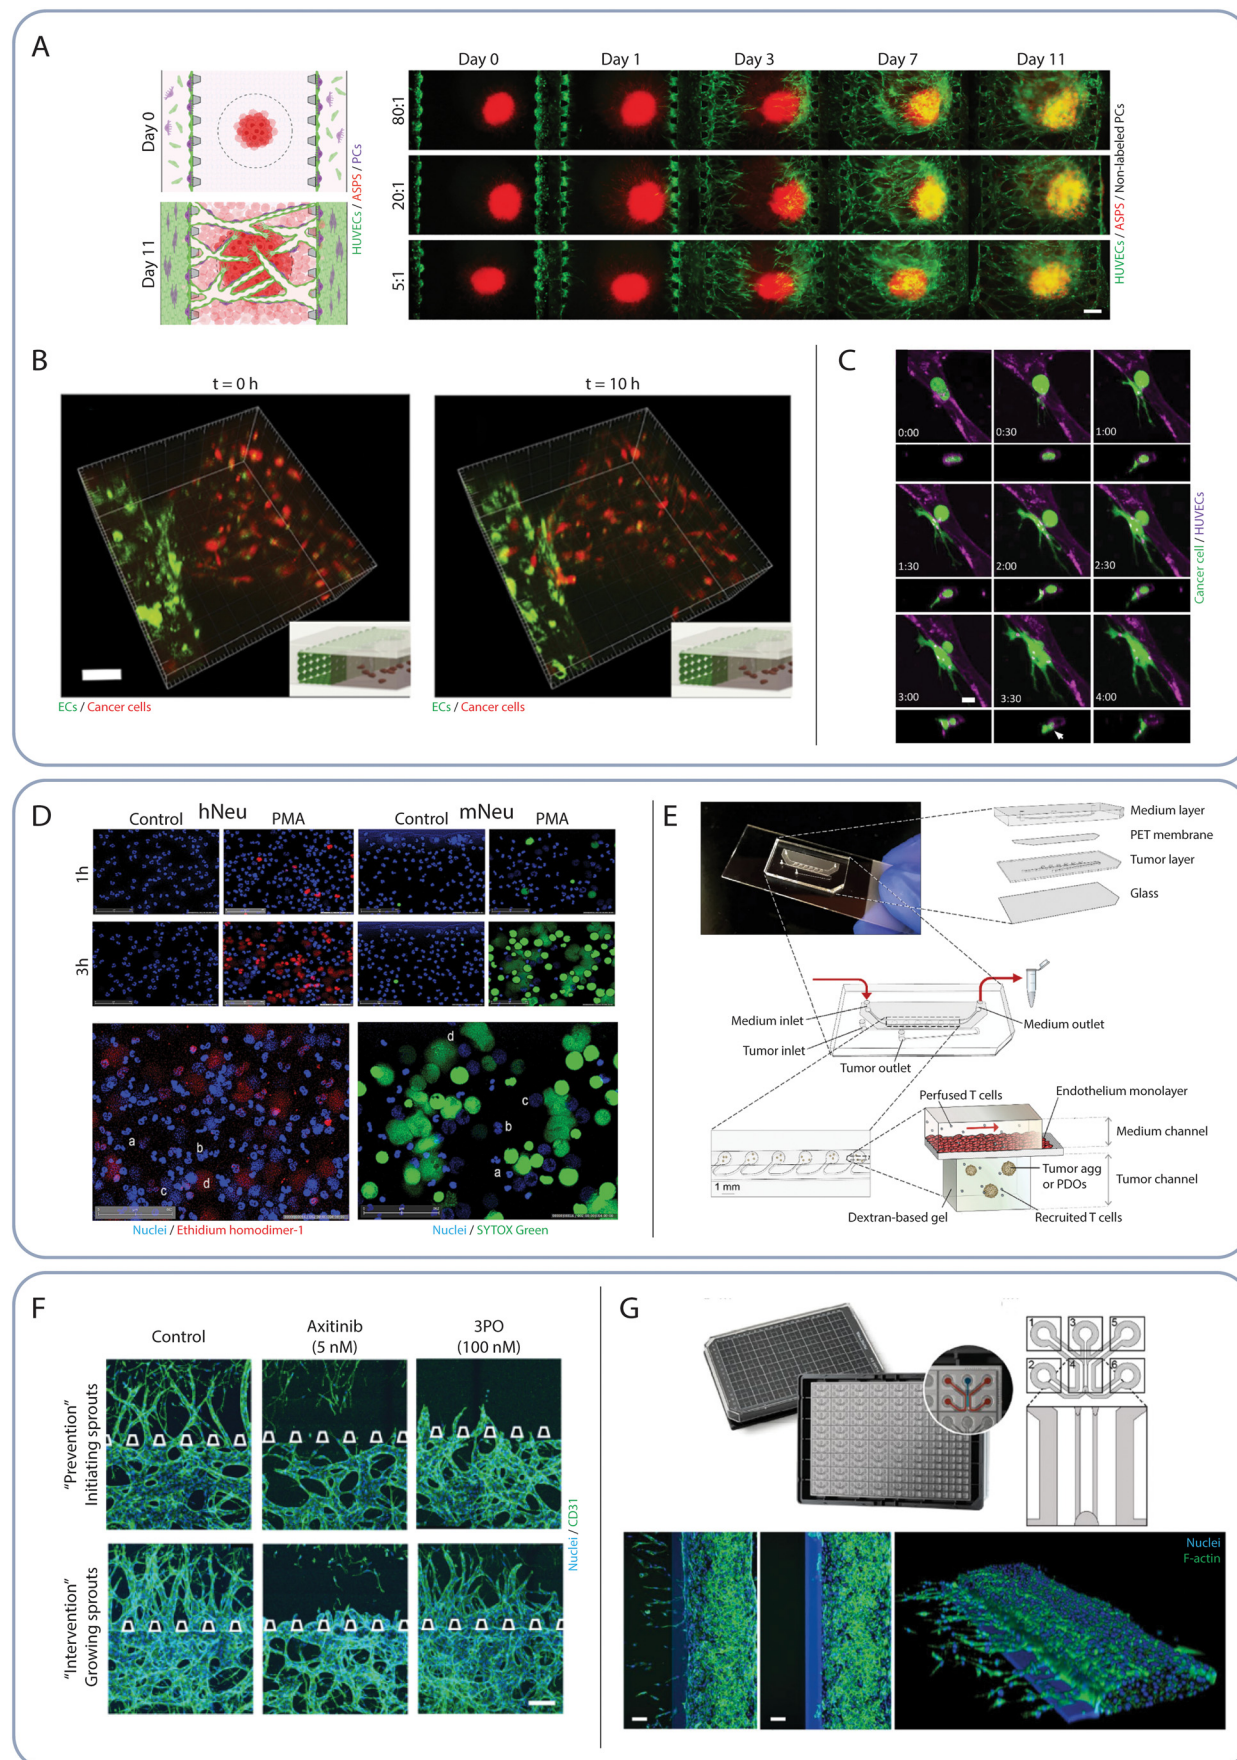 A
Day 0
Day 11
HUVECs / ASPS / PCs
Day 0 Day 1 Day 3 Day 7 Day 11
80:1
20:1
5:1
HUVECs / ASPS / Non-labeled PCs
B
t = 0 h
t = 10 h
ECs / Cancer cells
ECs / Cancer cells
C
0:00 0:30 1:00
1:30 2:00 2:30
3:00 3:30 4:00
Cancer cell / HUVECs
D
hNeu mNeu
Control PMA Control PMA
1h
3h
a b c d
d c b a
Nuclei / Ethidium homodimer-1
Nuclei / SYTOX Green
E
Medium layer
PET membrane
Tumor layer
Glass
Medium inlet
Medium outlet
Tumor inlet
Tumor outlet
Perfused T cells
Endothelium monolayer
Medium channel
Tumor agg
or PDOs
Tumor channel
Dextran-based gel
Recruited T cells
1 mm
F
Control
Axitinib
(5 nM)
3PO
(100 nM)
“Prevention”
Initiating sprouts
“Intervention”
Growing sprouts
Nuclei / CD31
G
1 3 5
2 4 6
Nuclei
F-actin